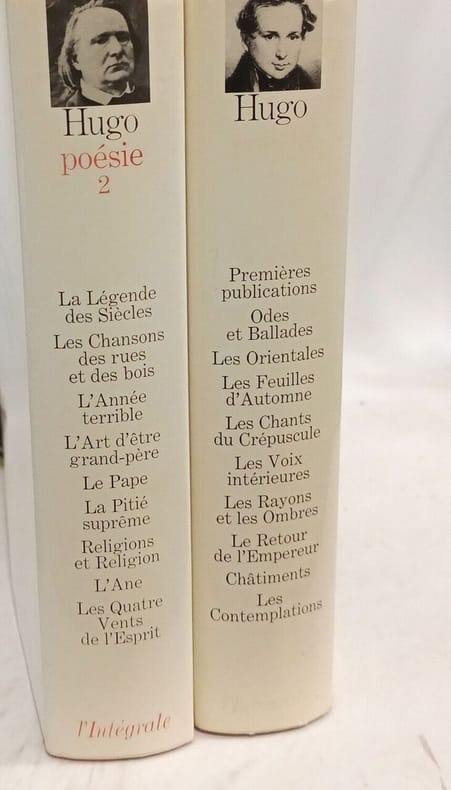 Hugo
poésie
2
La Légende
des Siècles
Les Chansons
des rues
et des bois
L'Année
terrible
L'Art d'être
grand-père
Le Pape
La Pitié
suprême
Religions
et Religion
L'Ane
Les Quatre
Vents
de l'Esprit
l'Intégrale
Hugo
Premières
publications
Odes
et Ballades
Les Orientales
Les Feuilles
d'Automne
Les Chants
du Crépuscule
Les Voix
intérieures
Les Rayons
et les Ombres
Le Retour
de l'Empereur
Châtiments
Les
Contemplations